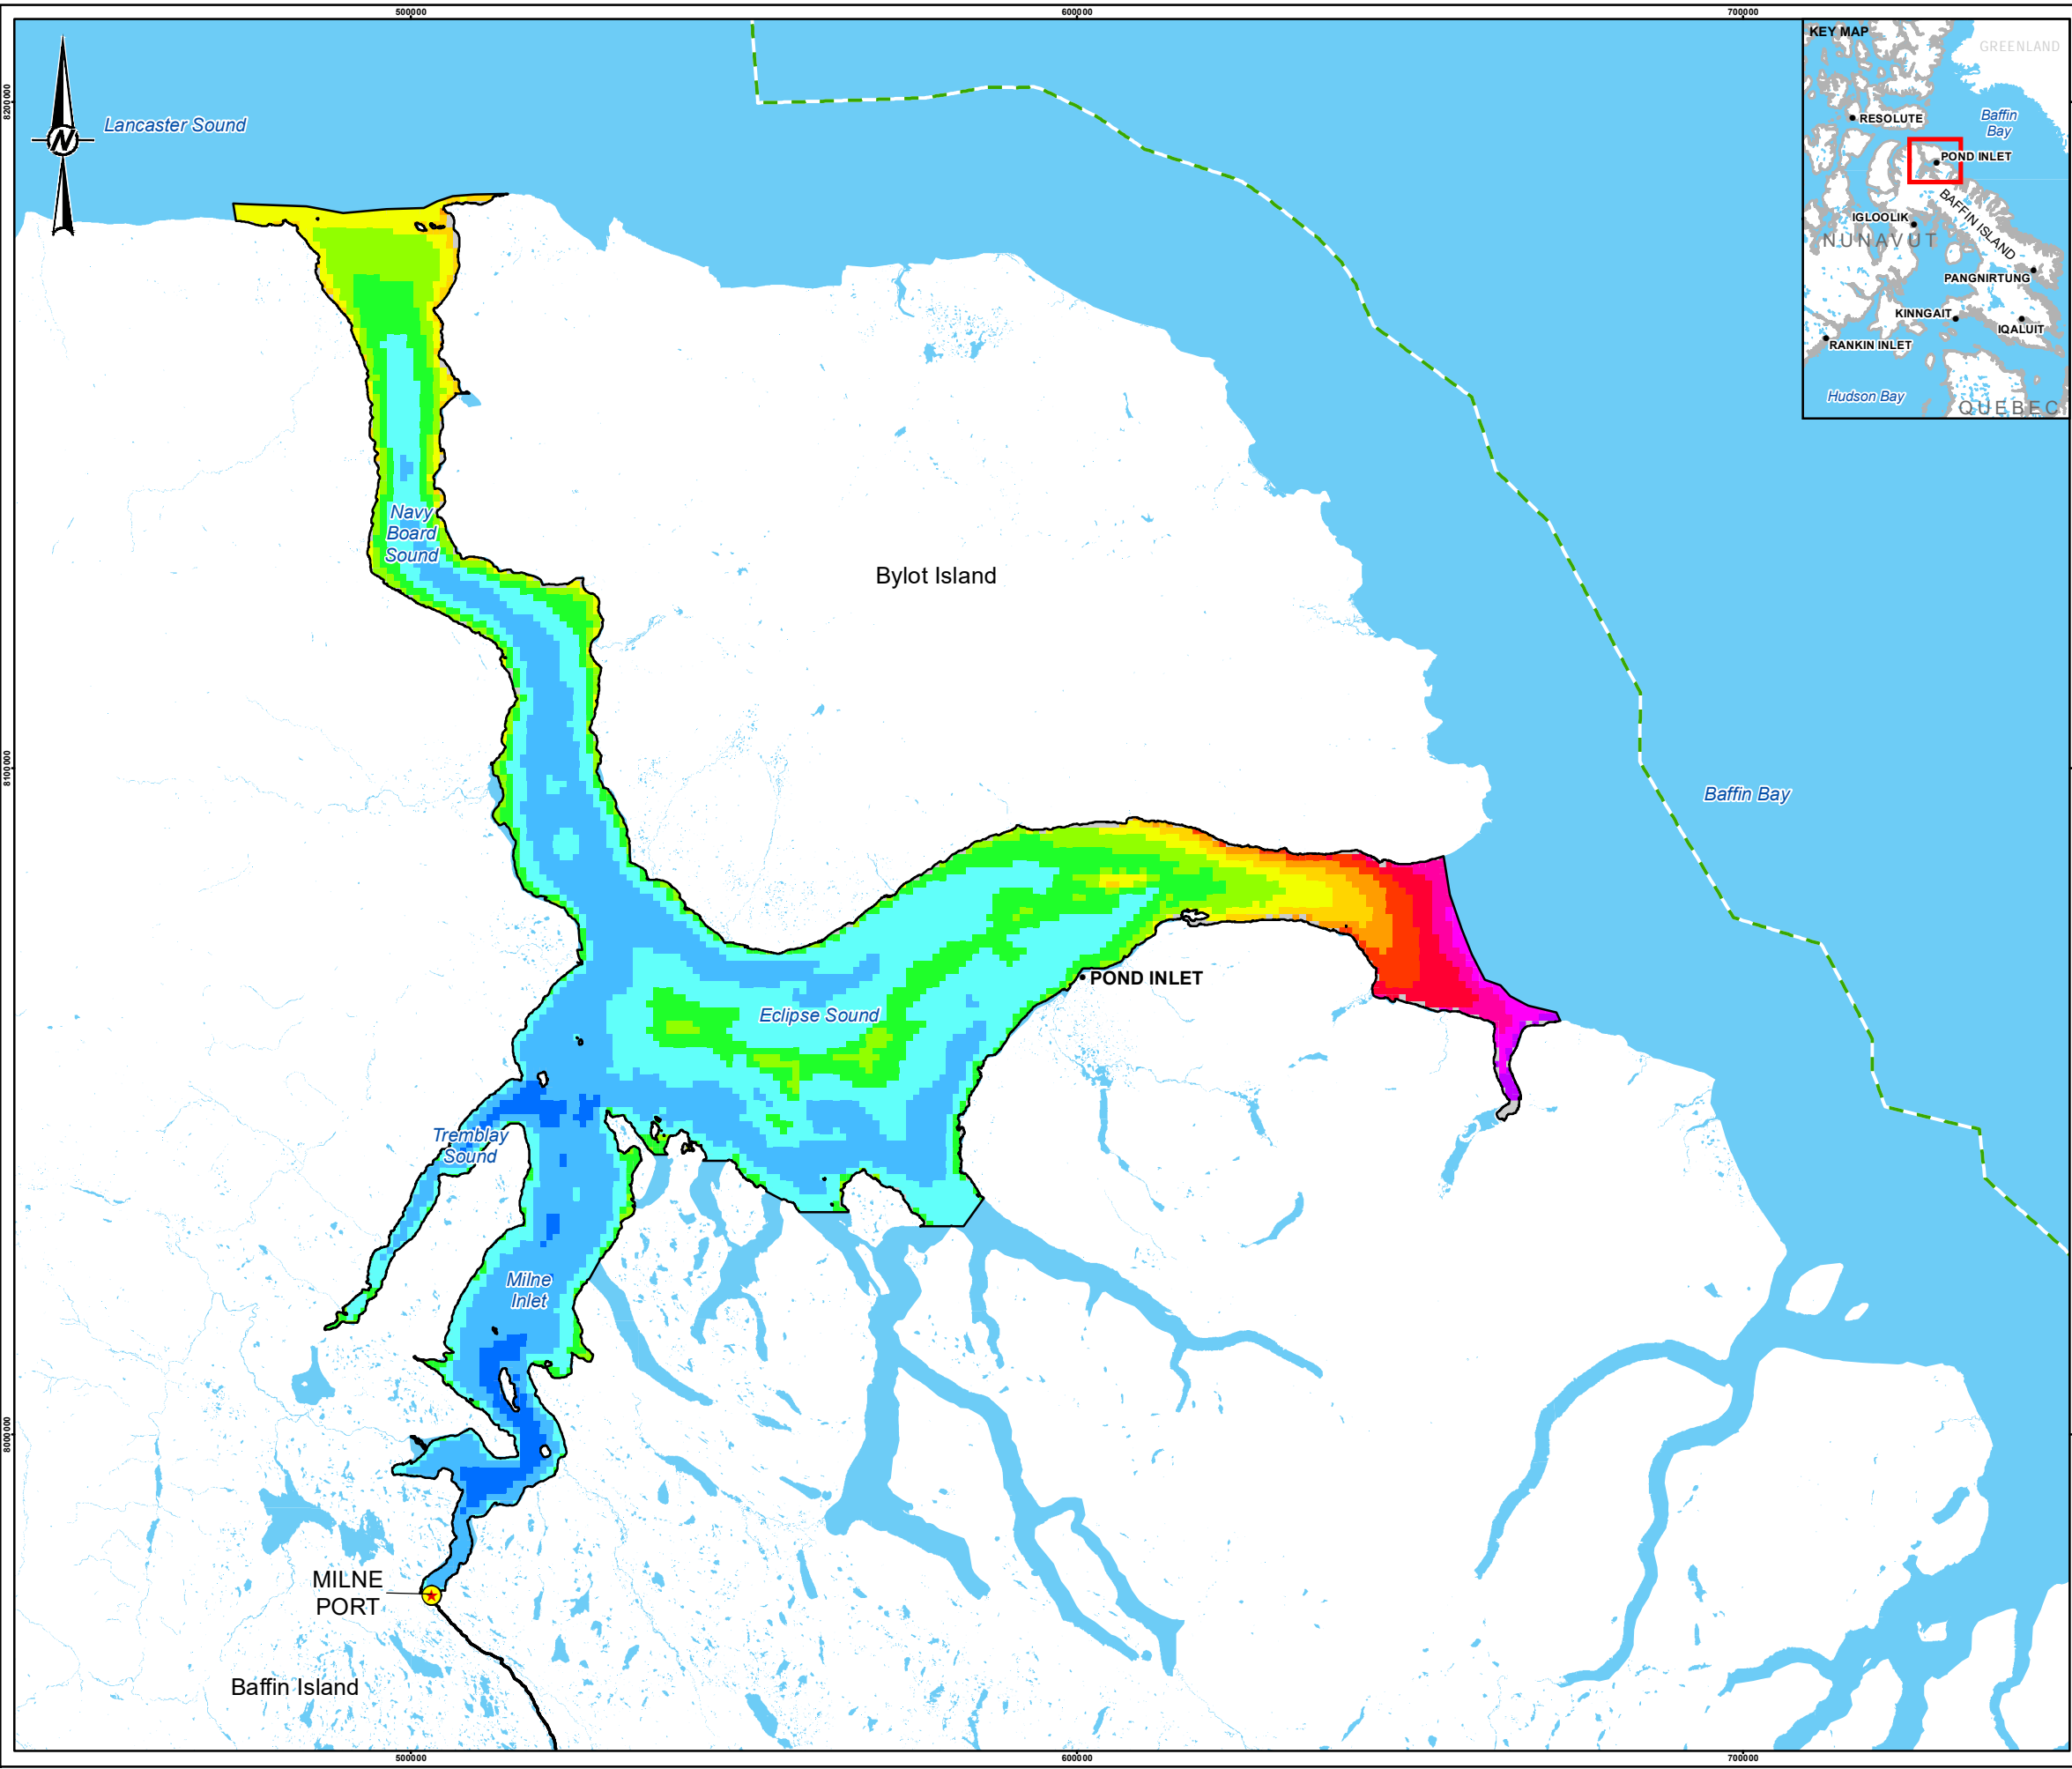 500000
600000
700000
8200000
8100000
8000000
N
Lancaster Sound
KEY MAP
GREENLAND
RESOLUTE
Baffin
Bay
POND INLET
BAFFIN ISLAND
IGLOOLIK
NUNAVUT
PANGNIRTUNG
KINNGAIT
IQALUIT
RANKIN INLET
Hudson Bay
QUEBEC
Navy
Board
Sound
Bylot Island
Baffin Bay
POND INLET
Eclipse Sound
Tremblay
Sound
Milne
Inlet
MILNE
PORT
Baffin Island
500000
600000
700000